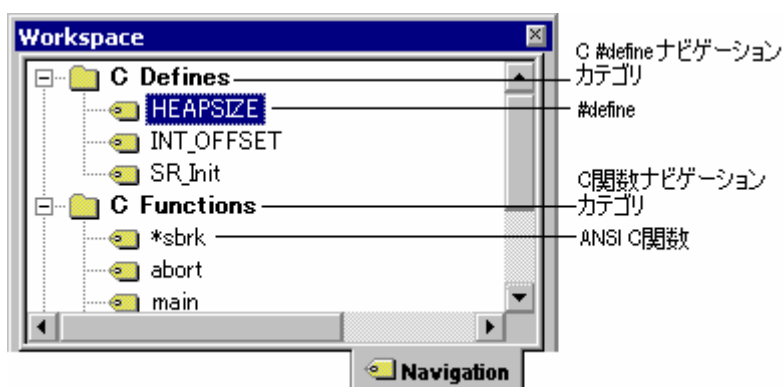 Workspace
C Defines
HEAPSIZE
INT_OFFSET
SR_Init
C Functions
*sbrk
abort
main
Navigation
C #defineナビゲーション
カテゴリ
#define
C関数ナビゲーション
カテゴリ
ANSI C関数